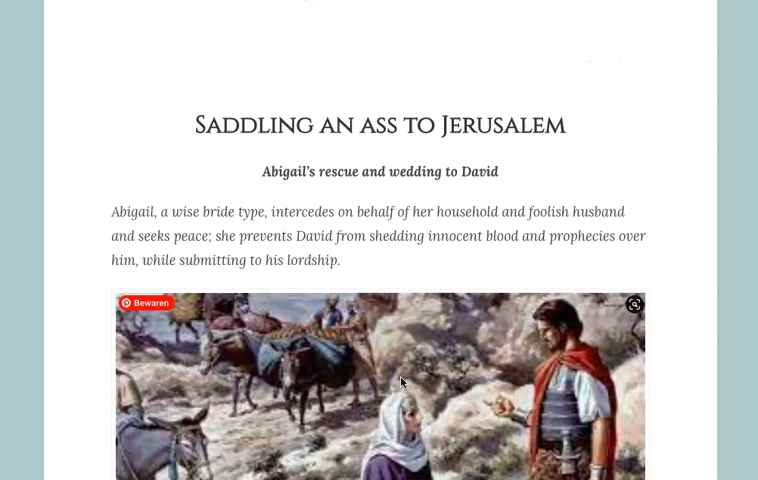 Saddling an ass to Jerusalem
Abigail's rescue and wedding to David
Abigail, a wise bride type, intercedes on behalf of her household and foolish husband
and seeks peace; she prevents David from shedding innocent blood and prophecies over
him, while submitting to his lordship.
Bewaren